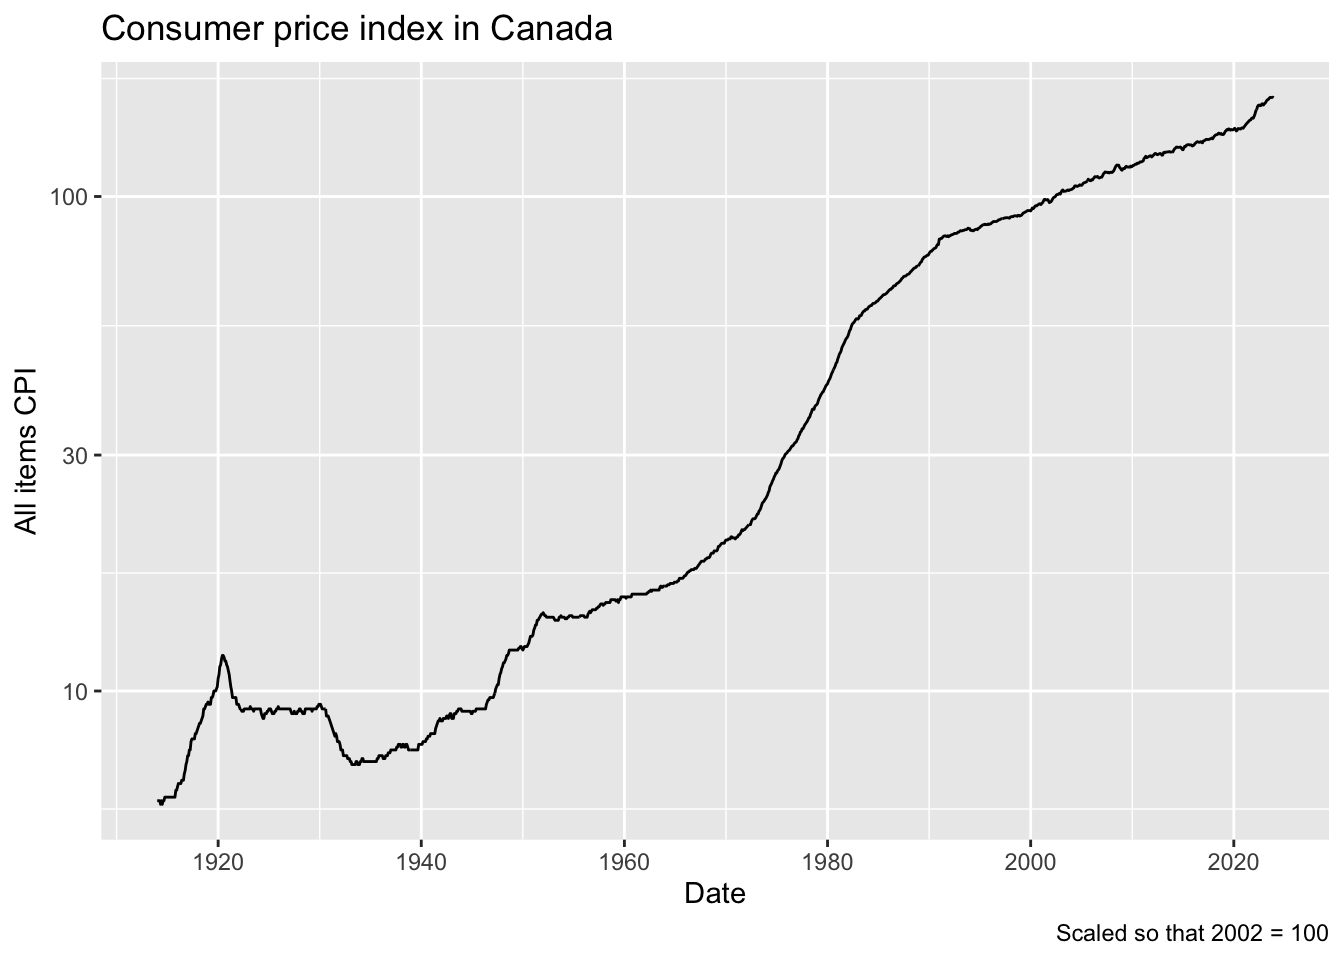 Consumer price index in Canada
All items CPI
100
30
10
1920 1940 1960 1980 2000 2020
Date
Scaled so that 2002 = 100